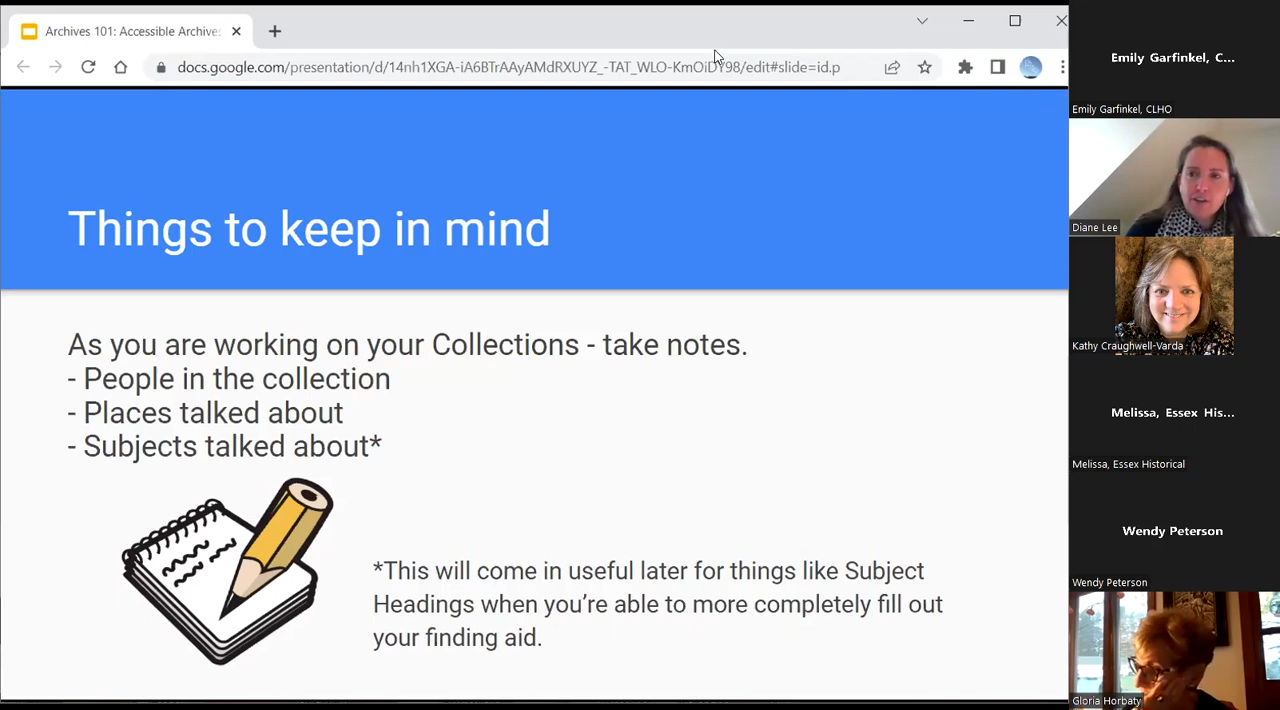 Archives 101: Accessible Archives
docs.google.com/presentation/d/14nh1XGA-iA6BTrAAyAMdRXUYZ_-TAT_WLO-KmOiDY98/edit#slide=id.p
Things to keep in mind
As you are working on your Collections - take notes.
- People in the collection
- Places talked about
- Subjects talked about*
*This will come in useful later for things like Subject
Headings when you’re able to more completely fill out
your finding aid.
Emily Garfinkel, C...
Emily Garfinkel, CLHO
Diane Lee
Kathy Craughwell-Varda
Melissa, Essex His...
Melissa, Essex Historical
Wendy Peterson
Wendy Peterson
Gloria Horbaty